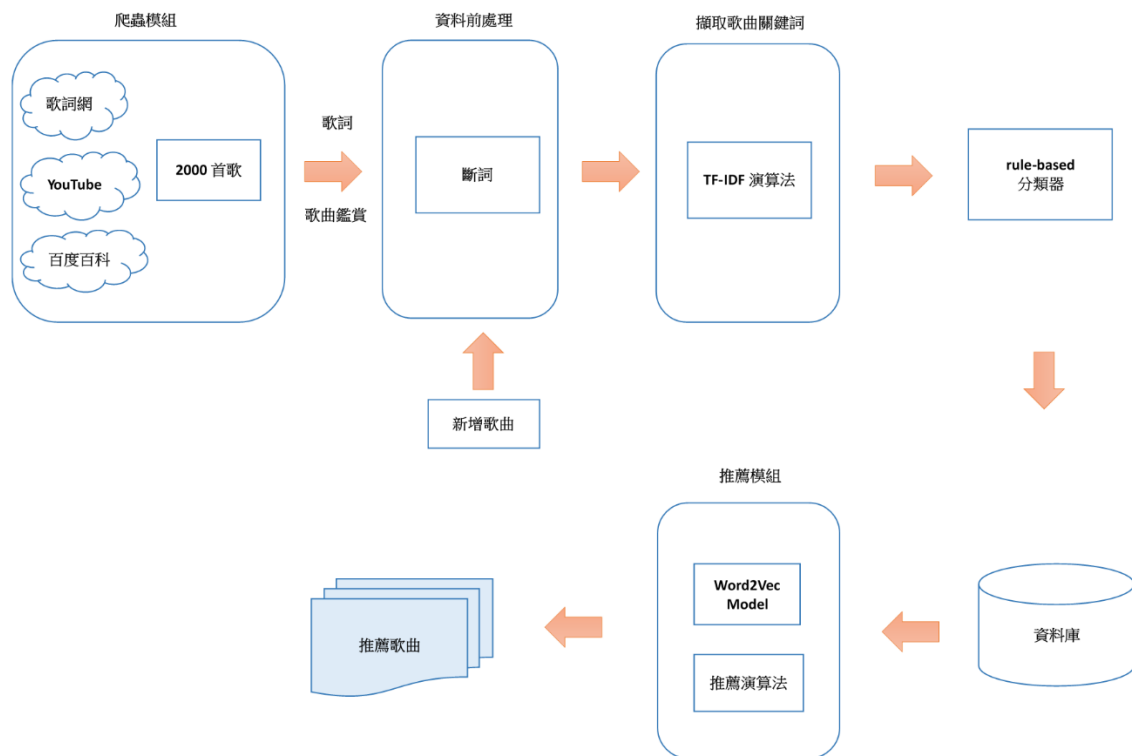 爬蟲模組
資料前處理
擷取歌曲關鍵詞
歌詞網
YouTube
百度百科
2000 首歌
歌詞
歌曲鑑賞
斷詞
TF-IDF 演算法
rule-based
分類器
新增歌曲
推薦模組
Word2Vec
Model
推薦演算法
資料庫
推薦歌曲